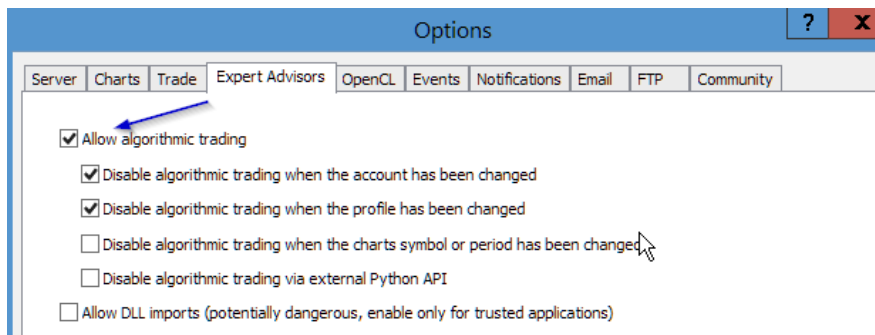 Options
?
x
Server Charts Trade Expert Advisors OpenCL Events Notifications Email FTP Community
Allow algorithmic trading
Disable algorithmic trading when the account has been changed
Disable algorithmic trading when the profile has been changed
Disable algorithmic trading when the charts symbol or period has been changed
Disable algorithmic trading via external Python API
Allow DLL imports (potentially dangerous, enable only for trusted applications)